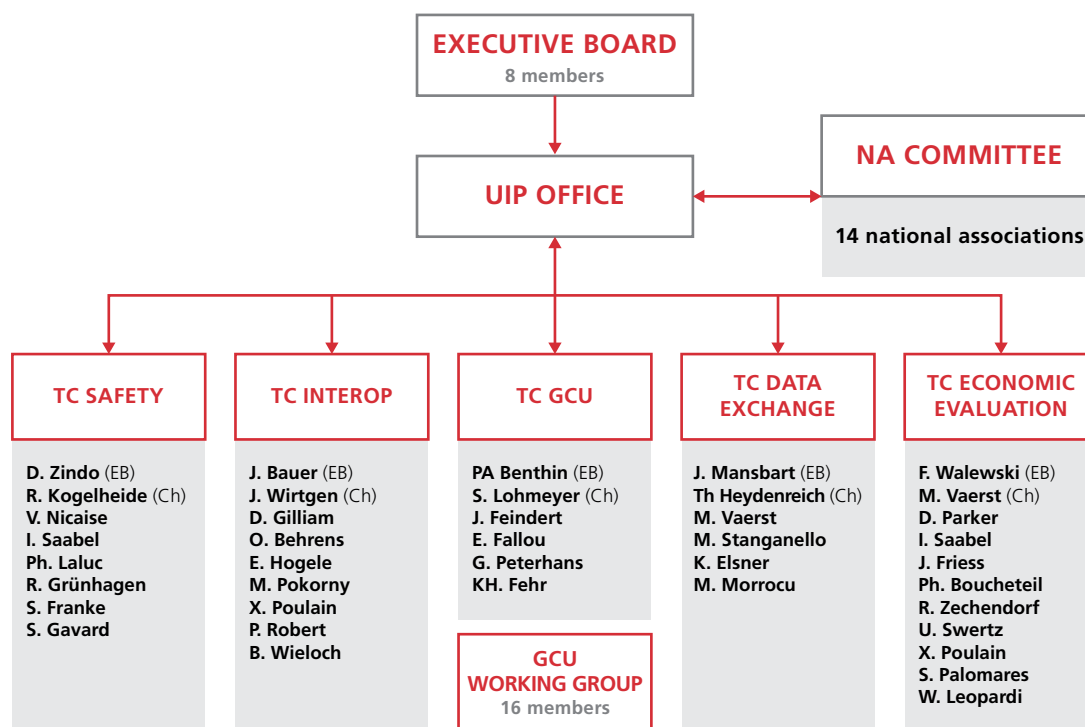 EXECUTIVE BOARD
8 members
UIP OFFICE
NA COMMITTEE
14 national associations
TC SAFETY
D. Zindo (EB)
R. Kogelheide (Ch)
V. Nicaise
I. Saabel
Ph. Laluc
R. Grünhagen
S. Franke
S. Gavard
TC INTEROP
J. Bauer (EB)
J. Wirtgen (Ch)
D. Gilliam
O. Behrens
E. Hogele
M. Pokorny
X. Poulain
P. Robert
B. Wieloch
TC GCU
PA Benthin (EB)
S. Lohmeyer (Ch)
J. Feindert
E. Fallou
G. Peterhans
KH. Fehr
GCU
WORKING GROUP
16 members
TC DATA
EXCHANGE
J. Mansbart (EB)
Th Heydenreich (Ch)
M. Vaerst
M. Stanganello
K. Elsner
M. Morrocu
TC ECONOMIC
EVALUATION
F. Walewski (EB)
M. Vaerst (Ch)
D. Parker
I. Saabel
J. Friess
Ph. Boucheteil
R. Zechendorf
U. Swertz
X. Poulain
S. Palomares
W. Leopardi